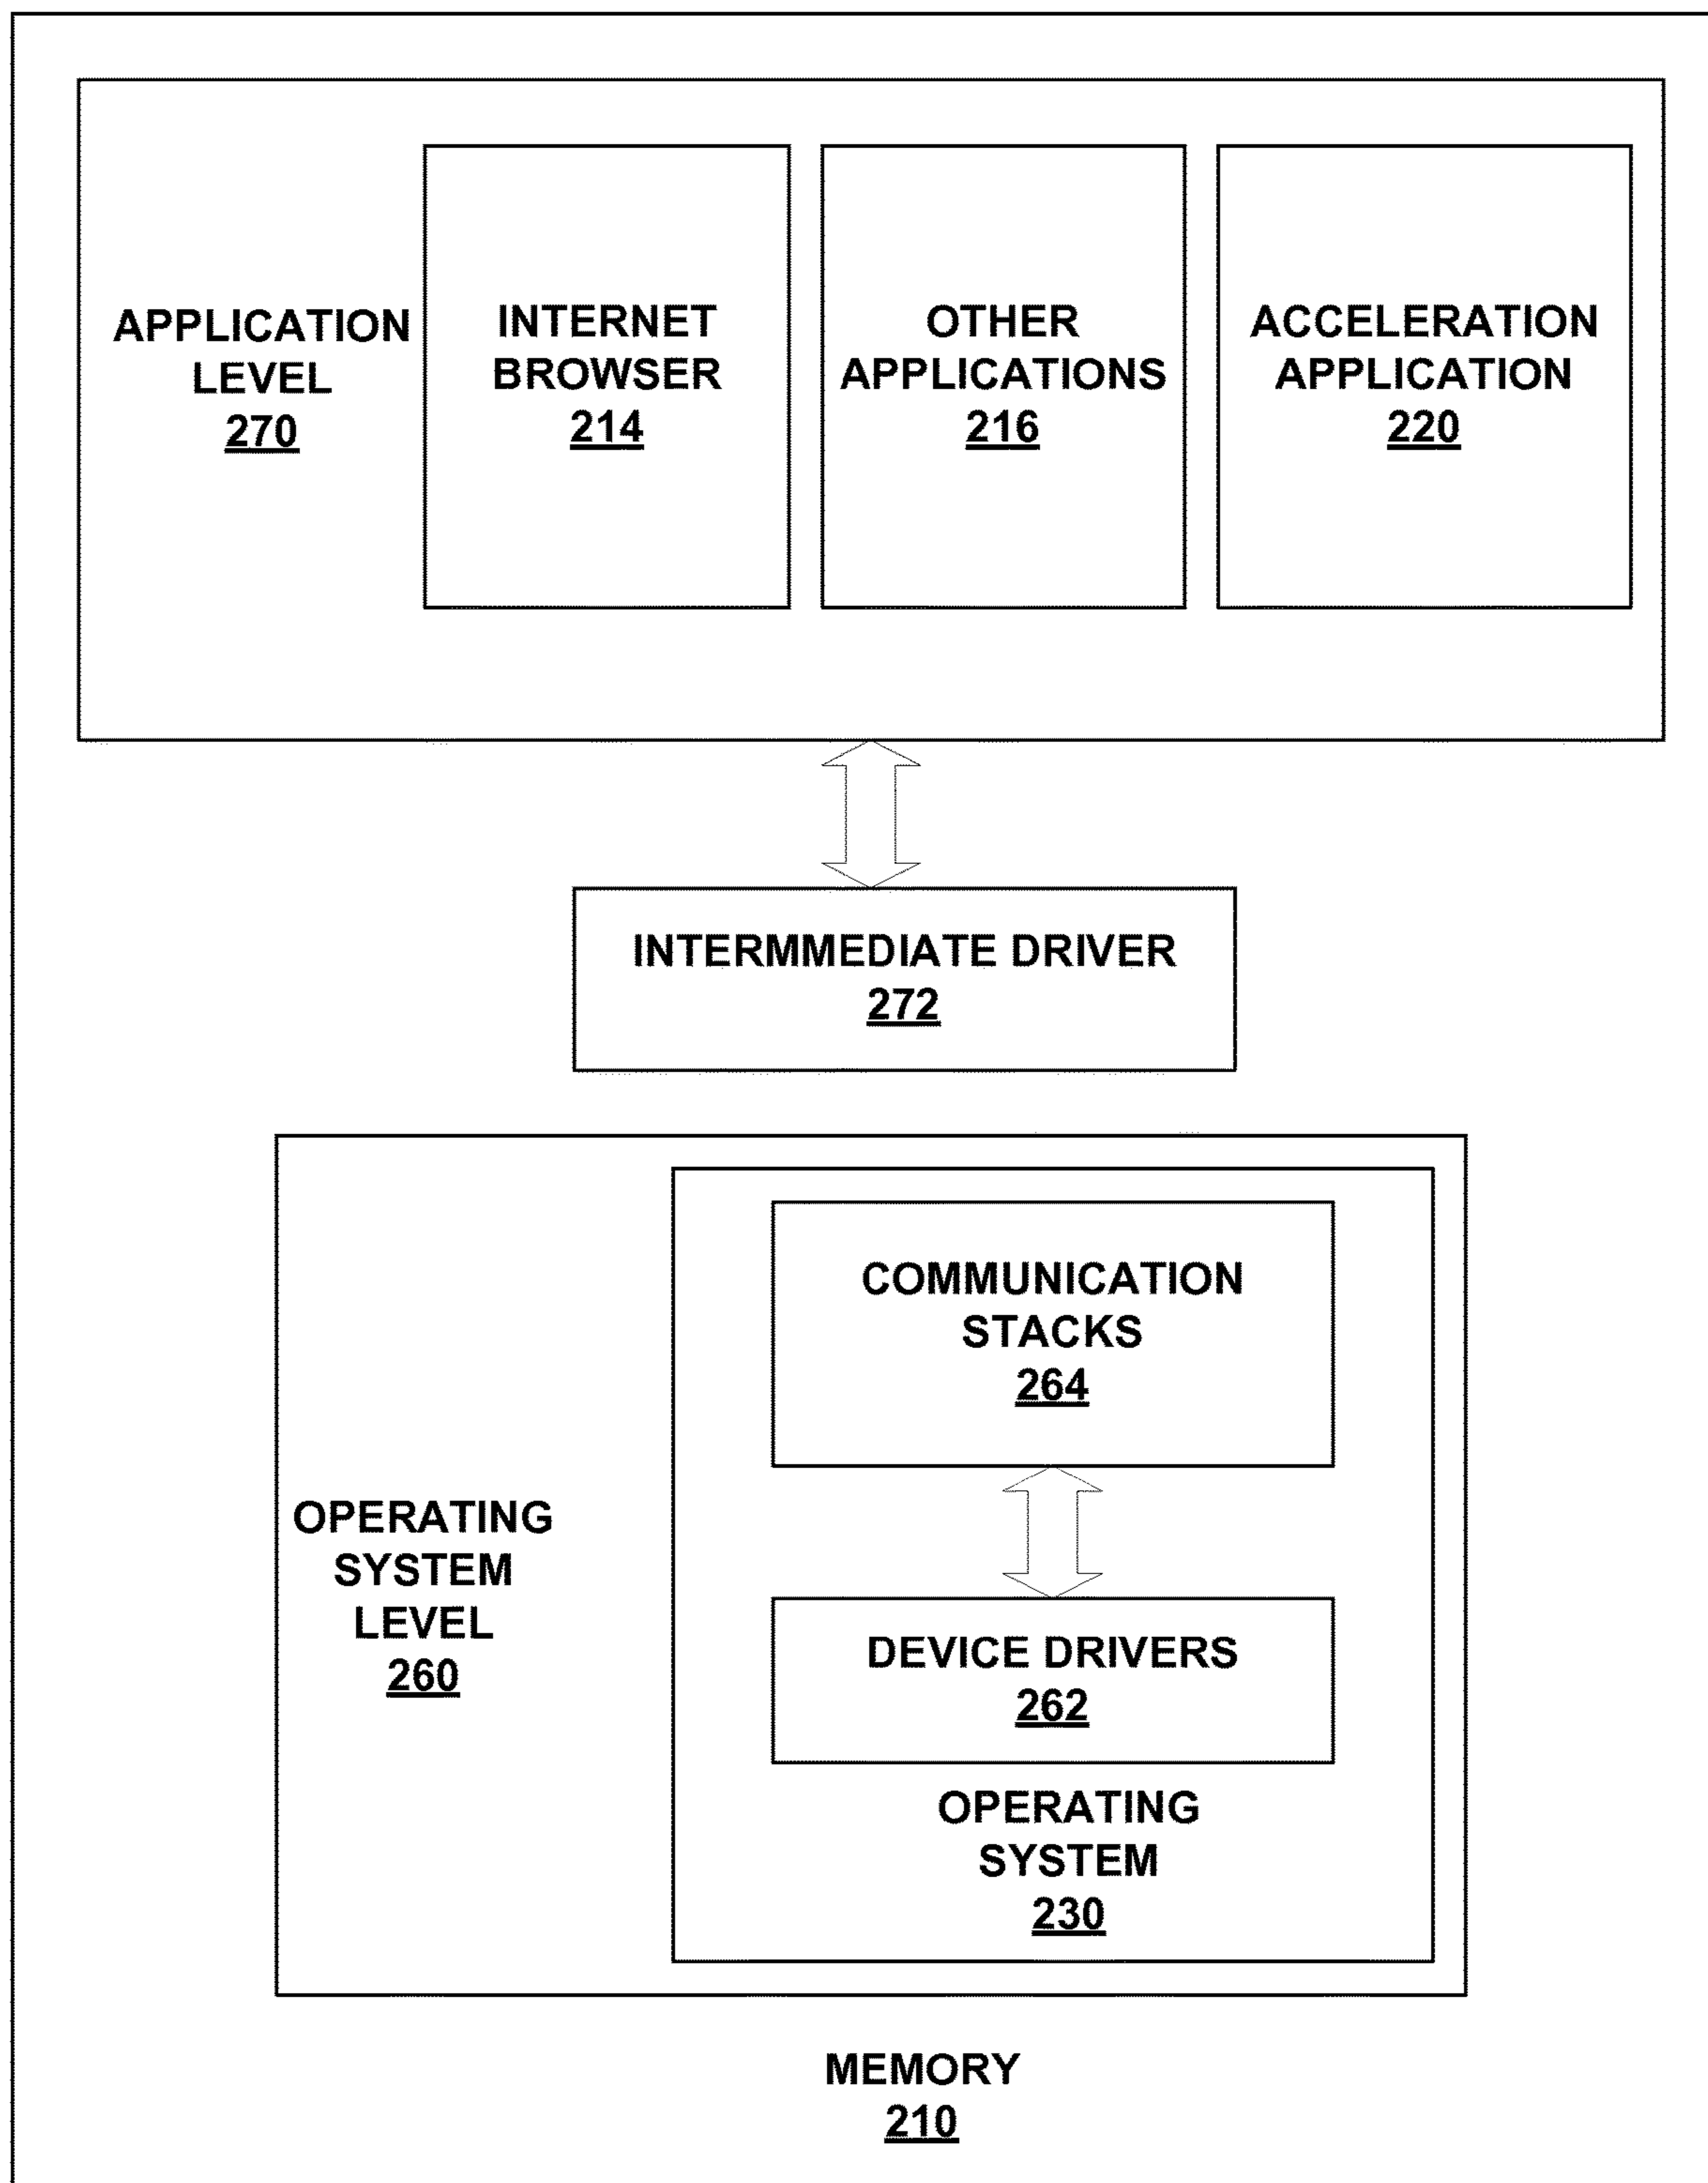 APPLICATION
LEVEL
270
INTERNET
BROWSER
214
OTHER
APPLICATIONS
216
ACCELERATION
APPLICATION
220
INTERMMEDIATE DRIVER
272
COMMUNICATION
STACKS
264
OPERATING
SYSTEM
LEVEL
260
DEVICE DRIVERS
262
OPERATING
SYSTEM
230
MEMORY
210